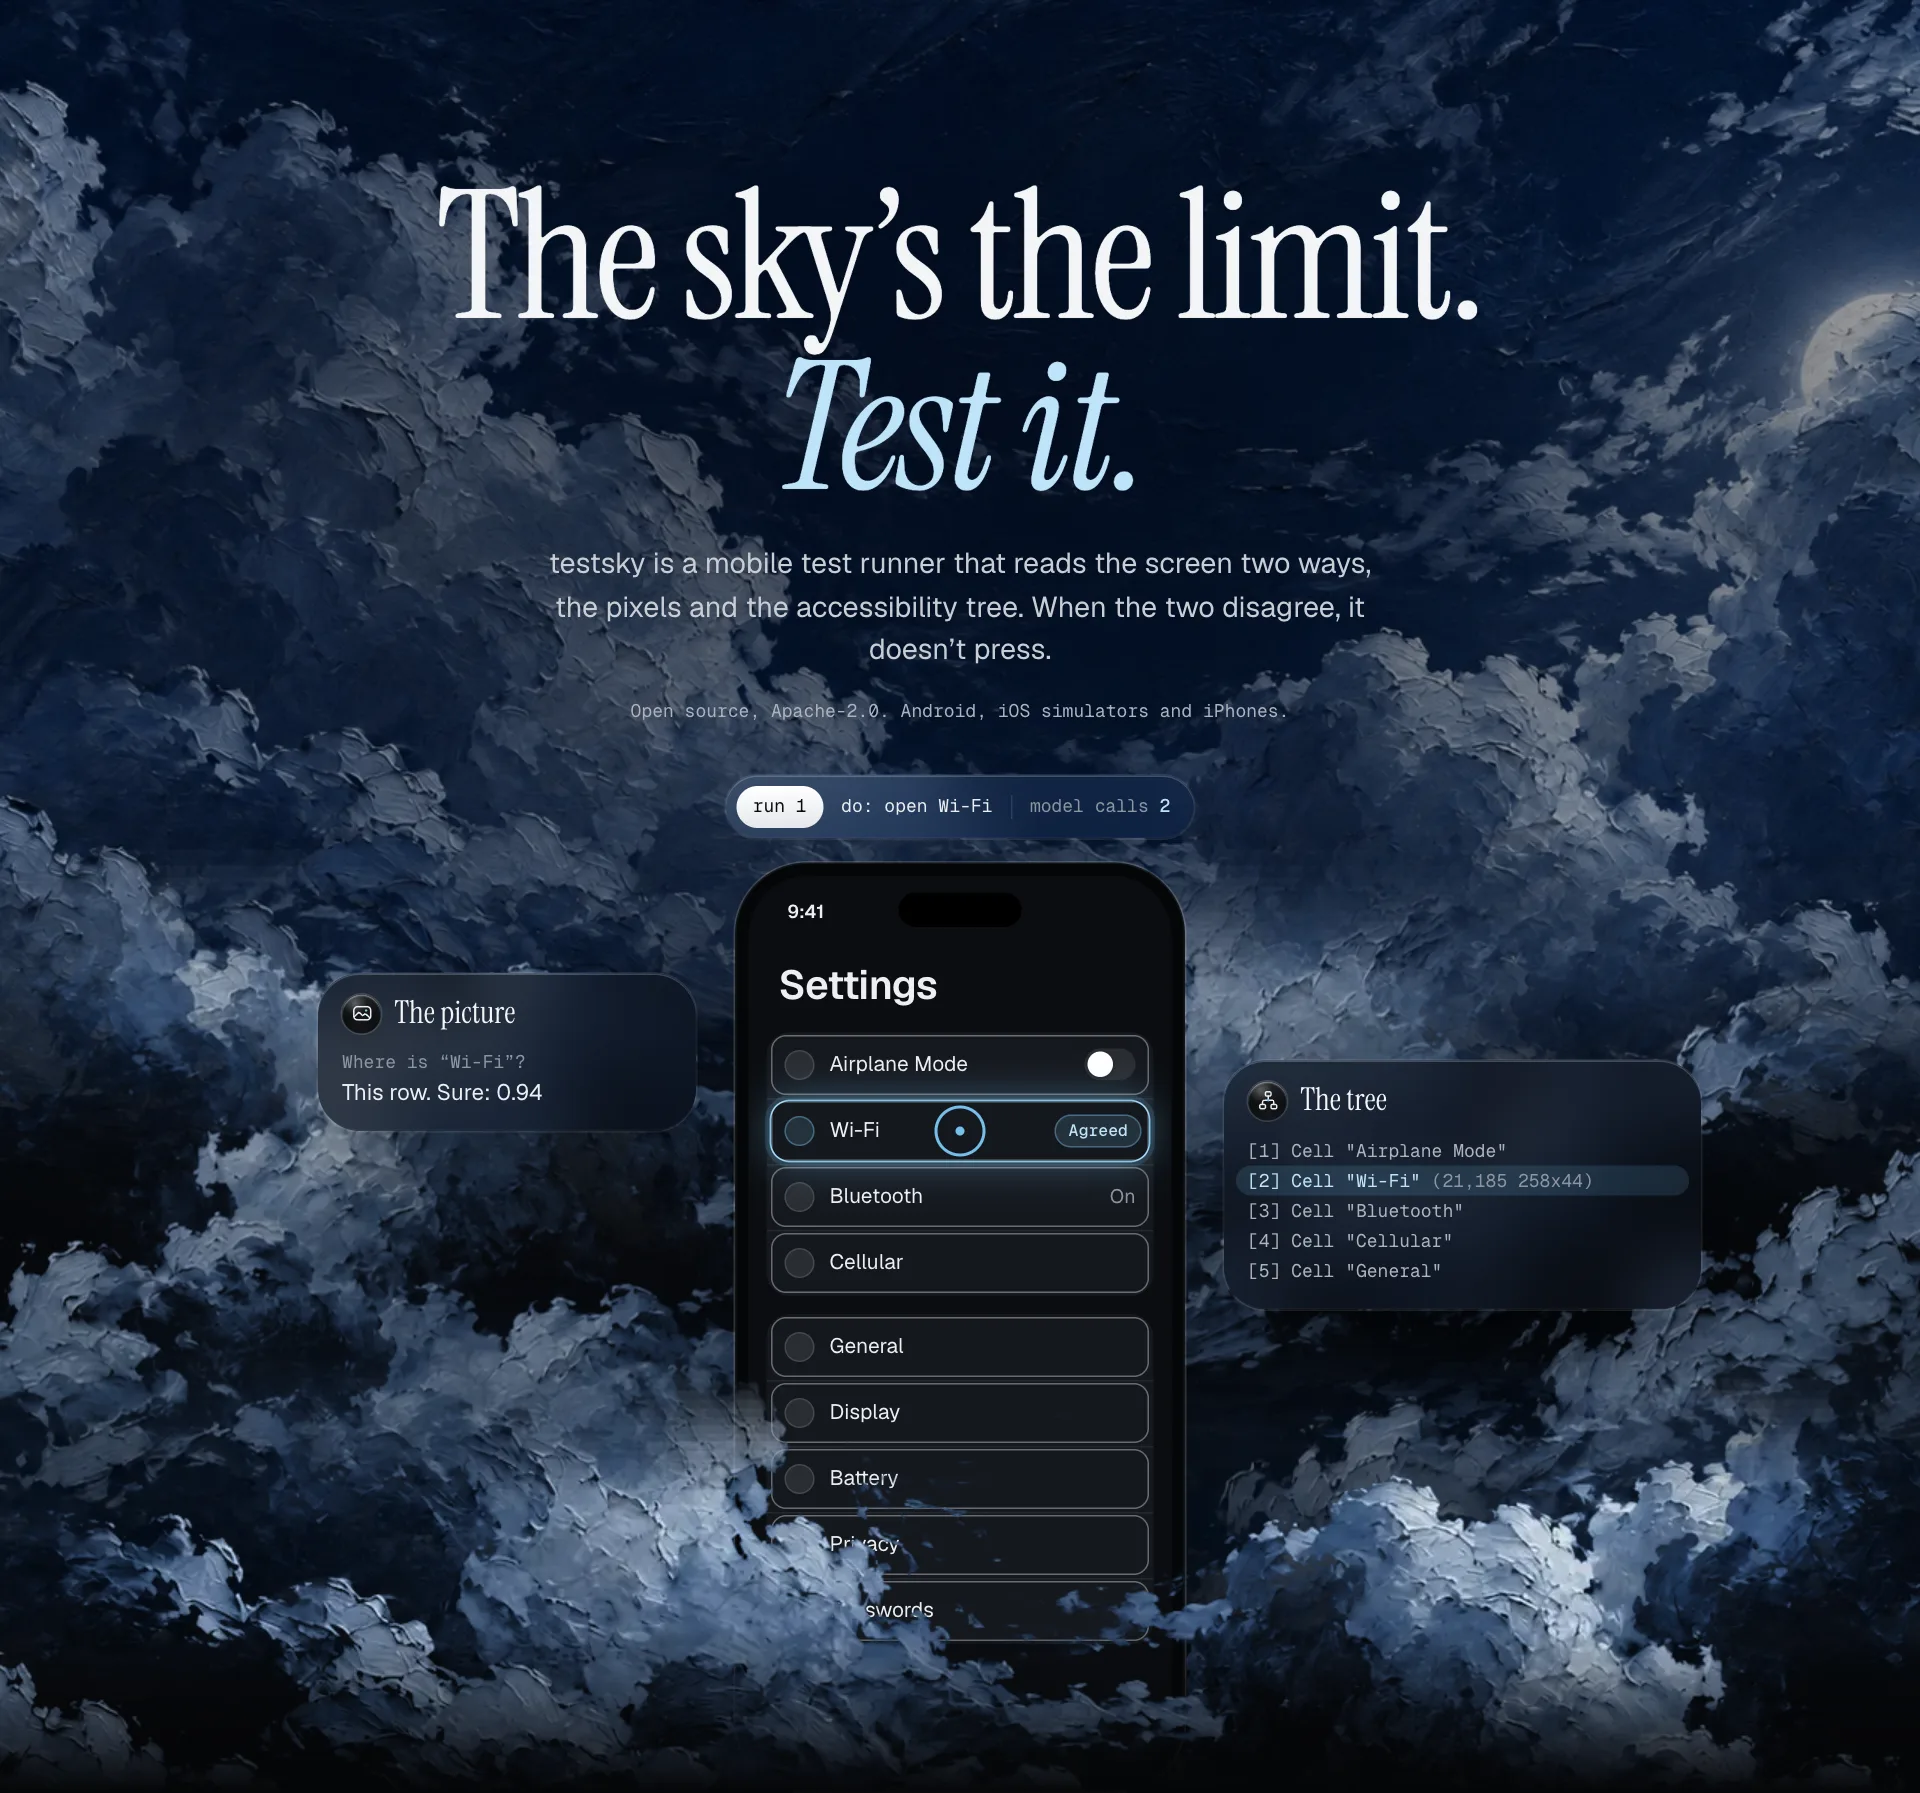 The sky’s the limit.
Test it.
testsky is a mobile test runner that reads the screen two ways,
the pixels and the accessibility tree. When the two disagree, it
doesn’t press.
Open source, Apache-2.0. Android, iOS simulators and iPhones.
run 1 do: open Wi-Fi model calls 2
9:41
Settings
The picture
Where is “Wi-Fi”?
This row. Sure: 0.94
Airplane Mode
Wi-Fi Agreed
Bluetooth On
Cellular
General
Display
Battery
Privacy
swords
The tree
[1] Cell "Airplane Mode"
[2] Cell "Wi-Fi" (21,185 258x44)
[3] Cell "Bluetooth"
[4] Cell "Cellular"
[5] Cell "General"